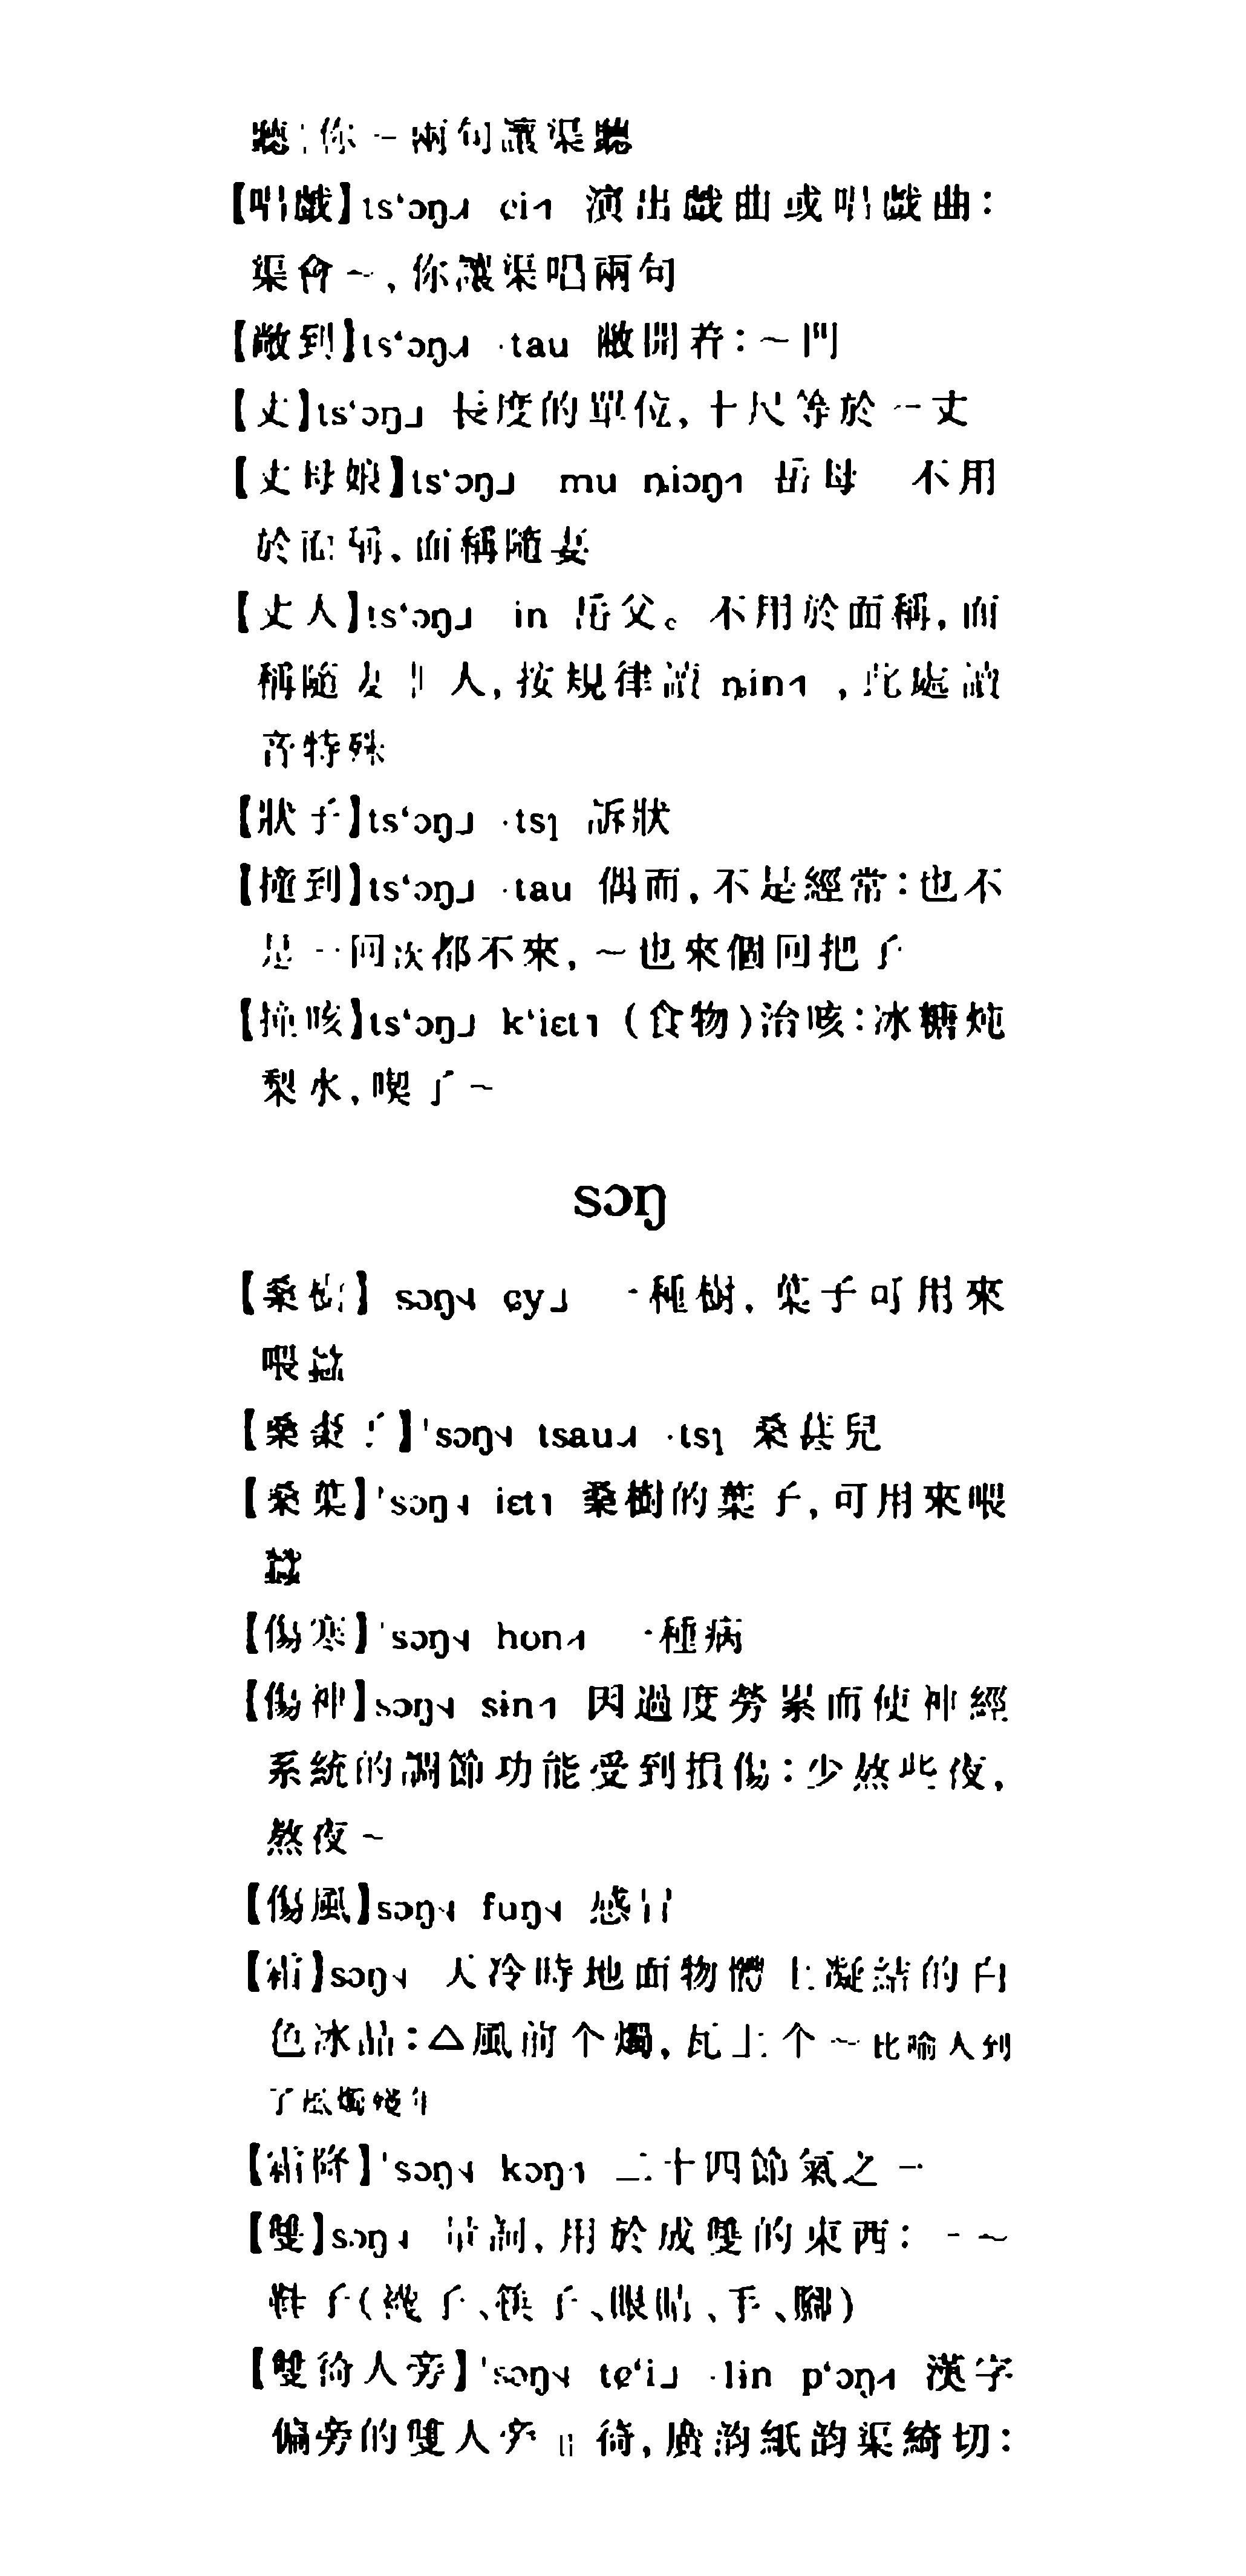 聽：你～兩句讓渠聽
【唱戲】tsʻɔŋ˩˧ ɕi˧˥ 演出戲曲或唱戲曲：
渠會～，你讓渠唱兩句
【敞到】tsʻɔŋ˩˧ ·tau 敞開着：～門
【丈】tsʻɔŋ˩ 長度的單位，十尺等於一丈
【丈母娘】tsʻɔŋ˩ mu ȵiɔŋ˧˥ 岳母 不用
於面稱，面稱隨妻
【丈人】tsʻɔŋ˩ in 岳父。不用於面稱，面
稱隨妻 人，按規律讀 ȵin˧˥ ，此處讀
音特殊
【狀子】tsʻɔŋ˩ ·tsɿ 訴狀
【撞到】tsʻɔŋ˩ ·tau 偶而，不是經常：也不
是一回次都不來，～也來個回把子
【撞咳】tsʻɔŋ˩ kʻiɛt˥ （食物）治咳：冰糖炖
梨水，喫了～
sɔŋ
【桑樹】sɔŋ˧˩ ɕy˩ 一種樹，葉子可用來
喂蠶
【桑棗子】ˈsɔŋ˧˩ tsau˩˧ ·tsɿ 桑葚兒
【桑葉】ˈsɔŋ˧˩ iɛt˥ 桑樹的葉子，可用來喂
蠶
【傷寒】ˈsɔŋ˧˩ hon˩˧ 一種病
【傷神】sɔŋ˧˩ sɨn˧˥ 因過度勞累而使神經
系統的調節功能受到損傷：少熬些夜，
熬夜～
【傷風】sɔŋ˧˩ fuŋ˧˩ 感冒
【霜】sɔŋ˧˩ 天冷時地面物體上凝結的白
色冰晶：△風前个燭，瓦上个～比喻人到
了風燭殘年
【霜降】ˈsɔŋ˧˩ kɔŋ˧˥ 二十四節氣之一
【雙】sɔŋ˧˩ 量詞，用於成雙的東西：一～
鞋子（襪子、筷子、眼睛、手、腳）
【雙徛人旁】ˈsɔŋ˧˩ tɕʻi˩ ·lɨn pʻɔŋ˩˧ 漢字
偏旁的雙人旁 ‖ 徛，廣韵紙韵渠綺切：